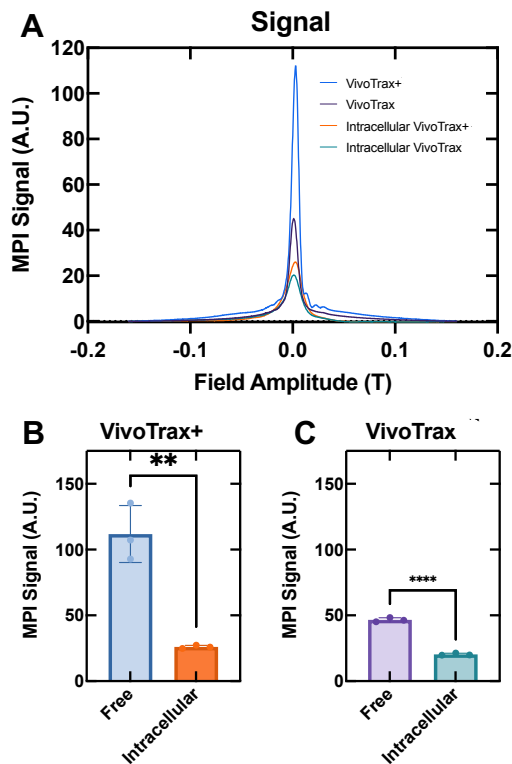 A
Signal
MPI Signal (A.U.)
120
100
80
60
40
20
0
VivoTrax+
VivoTrax
Intracellular VivoTrax+
Intracellular VivoTrax
-0.2
-0.1
0.0
0.1
0.2
Field Amplitude (T)
B
VivoTrax+
MPI Signal (A.U.)
150
100
50
0
**
Free
Intracellular
C
VivoTrax
MPI Signal (A.U.)
150
100
50
0
****
Free
Intracellular